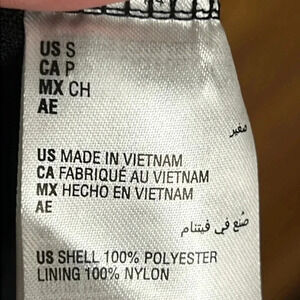 US S
CA P
MX CH
AE
صغير
US MADE IN VIETNAM
CA FABRIQUÉ AU VIETNAM
MX HECHO EN VIETNAM
AE
صُنع في فيتنام
US SHELL 100% POLYESTER
LINING 100% NYLON